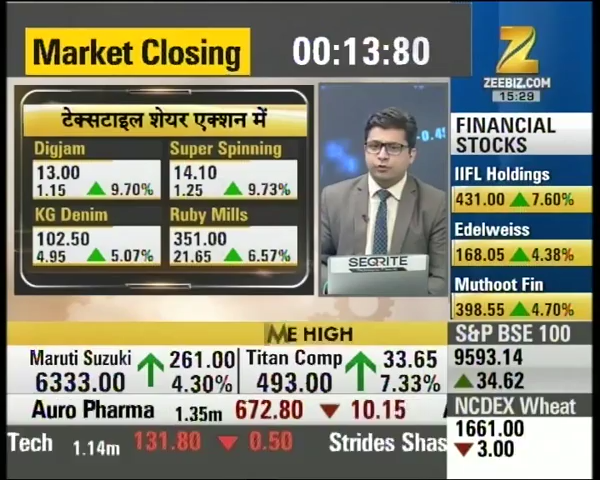 Market Closing 00:13:80
Z
ZEEBIZ.COM
15:29
टेक्सटाइल शेयर एक्शन में
Digjam
13.00
1.15 ▲ 9.70%
Super Spinning
14.10
1.25 ▲ 9.73%
KG Denim
102.50
4.95 ▲ 5.07%
Ruby Mills
351.00
21.65 ▲ 6.57%
SEQRITE
FINANCIAL
STOCKS
IIFL Holdings
431.00 ▲ 7.60%
Edelweiss
168.05 ▲ 4.38%
Muthoot Fin
398.55 ▲ 4.70%
ME HIGH
Maruti Suzuki 261.00
6333.00 4.30%
Titan Comp 33.65
493.00 7.33%
S&P BSE 100
9593.14
▲ 34.62
Auro Pharma 1.35m 672.80 ▼ 10.15
NCDEX Wheat
1661.00
▼ 3.00
Tech 1.14m 131.80 ▼ 0.50 Strides Shas